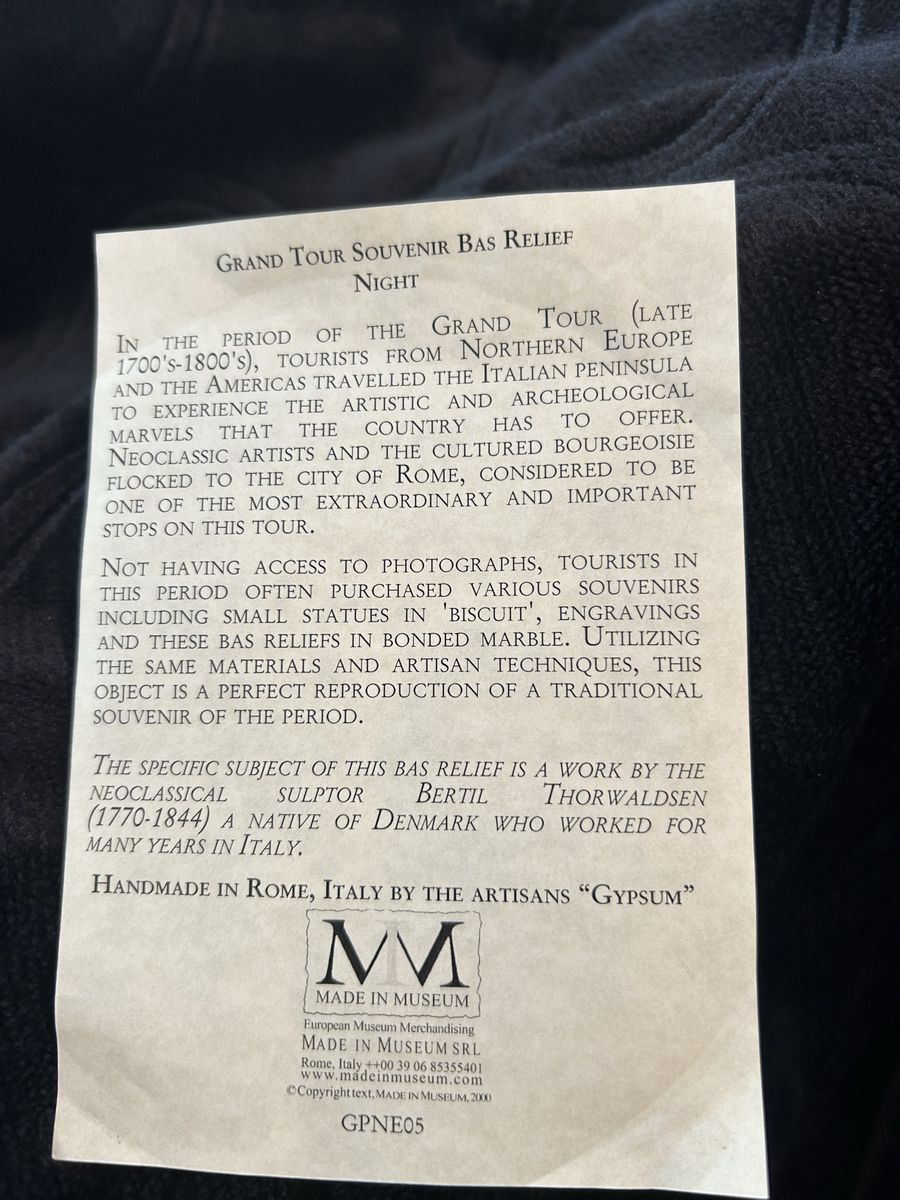 GRAND TOUR SOUVENIR BAS RELIEF
NIGHT
IN THE PERIOD OF THE GRAND TOUR (LATE
1700's-1800's), TOURISTS FROM NORTHERN EUROPE
AND THE AMERICAS TRAVELLED THE ITALIAN PENINSULA
TO EXPERIENCE THE ARTISTIC AND ARCHEOLOGICAL
MARVELS THAT THE COUNTRY HAS TO OFFER.
NEOCLASSIC ARTISTS AND THE CULTURED BOURGEOISIE
FLOCKED TO THE CITY OF ROME, CONSIDERED TO BE
ONE OF THE MOST EXTRAORDINARY AND IMPORTANT
STOPS ON THIS TOUR.
NOT HAVING ACCESS TO PHOTOGRAPHS, TOURISTS IN
THIS PERIOD OFTEN PURCHASED VARIOUS SOUVENIRS
INCLUDING SMALL STATUES IN 'BISCUIT', ENGRAVINGS
AND THESE BAS RELIEFS IN BONDED MARBLE. UTILIZING
THE SAME MATERIALS AND ARTISAN TECHNIQUES, THIS
OBJECT IS A PERFECT REPRODUCTION OF A TRADITIONAL
SOUVENIR OF THE PERIOD.
THE SPECIFIC SUBJECT OF THIS BAS RELIEF IS A WORK BY THE
NEOCLASSICAL SULPTOR BERTIL THORWALDSEN
(1770-1844) A NATIVE OF DENMARK WHO WORKED FOR
MANY YEARS IN ITALY.
HANDMADE IN ROME, ITALY BY THE ARTISANS “GYPSUM”
MIM
MADE IN MUSEUM
European Museum Merchandising
MADE IN MUSEUM SRL
Rome, Italy ++00 39 06 85355401
www.madeinmuseum.com
©Copyright text, MADE IN MUSEUM, 2000
GPNE05